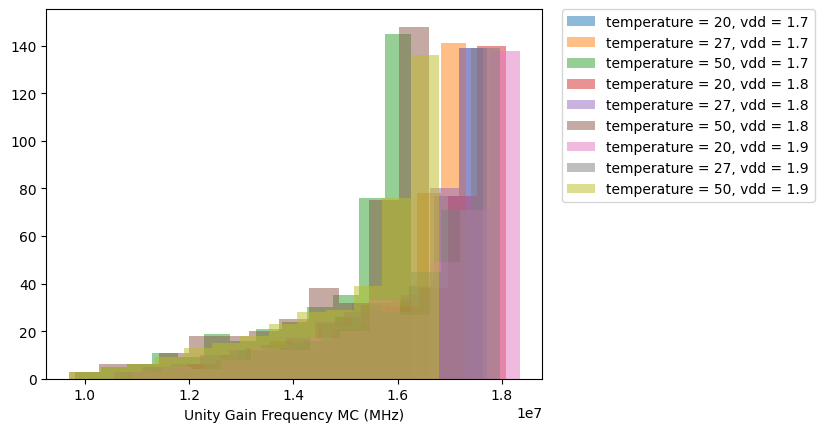 140
120
100
80
60
40
20
0
1.0
1.2
1.4
1.6
1.8
1e7
Unity Gain Frequency MC (MHz)
temperature = 20, vdd = 1.7
temperature = 27, vdd = 1.7
temperature = 50, vdd = 1.7
temperature = 20, vdd = 1.8
temperature = 27, vdd = 1.8
temperature = 50, vdd = 1.8
temperature = 20, vdd = 1.9
temperature = 27, vdd = 1.9
temperature = 50, vdd = 1.9